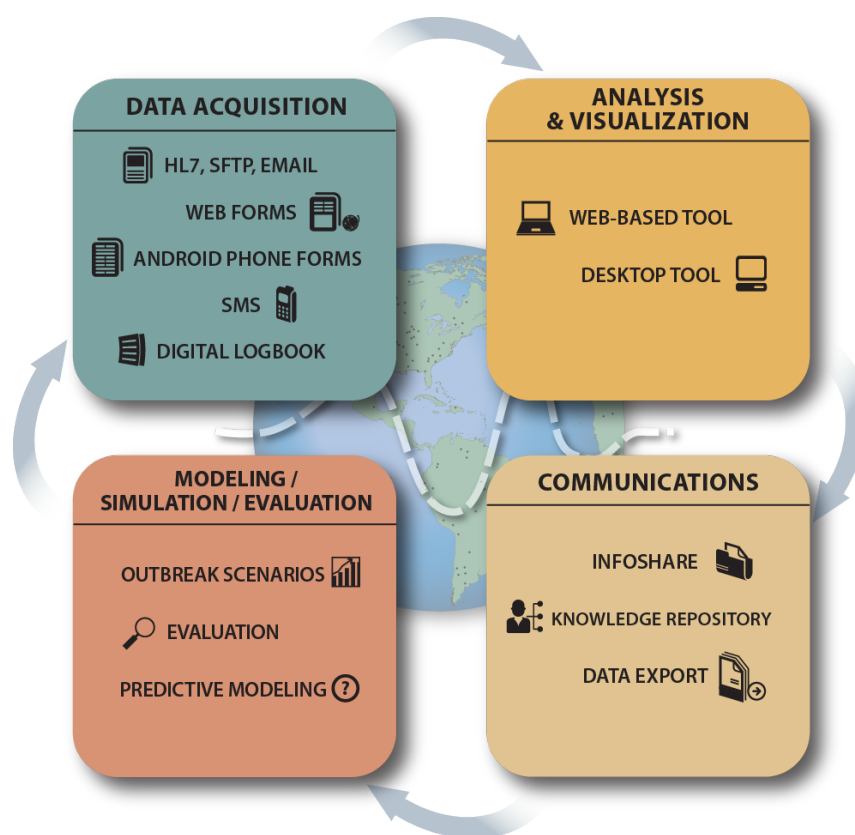 DATA ACQUISITION
HL7, SFTP, EMAIL
WEB FORMS
ANDROID PHONE FORMS
SMS
DIGITAL LOGBOOK
ANALYSIS
& VISUALIZATION
WEB-BASED TOOL
DESKTOP TOOL
MODELING /
SIMULATION / EVALUATION
OUTBREAK SCENARIOS
EVALUATION
PREDICTIVE MODELING ?
COMMUNICATIONS
INFOSHARE
KNOWLEDGE REPOSITORY
DATA EXPORT